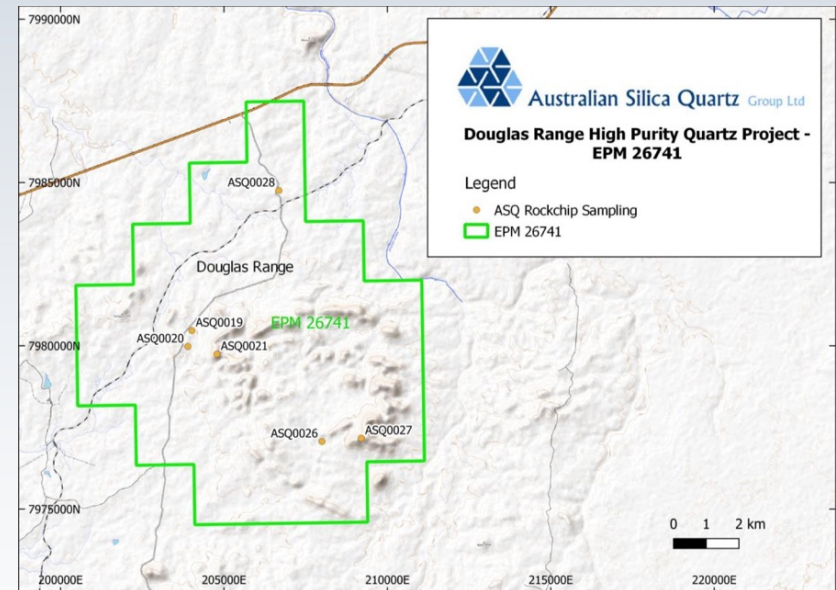 7990000N
Australian Silica Quartz Group Ltd
Douglas Range High Purity Quartz Project -
EPM 26741
Legend
ASQ Rockchip Sampling
EPM 26741
7985000N
ASQ0028
Douglas Range
ASQ0019
EPM 26741
7980000N
ASQ0020
ASQ0021
ASQ0026
ASQ0027
7975000N
0 1 2 km
200000E 205000E 210000E 215000E 220000E